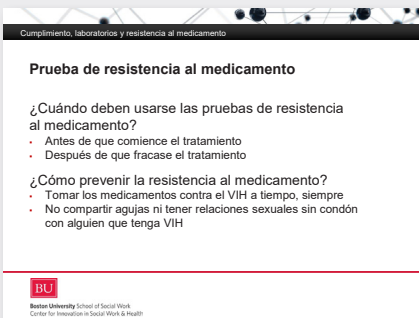 Cumplimiento, laboratorios y resistencia al medicamento
Prueba de resistencia al medicamento
¿Cuándo deben usarse las pruebas de resistencia
al medicamento?
• Antes de que comience el tratamiento
• Después de que fracase el tratamiento
¿Cómo prevenir la resistencia al medicamento?
• Tomar los medicamentos contra el VIH a tiempo, siempre
• No compartir agujas ni tener relaciones sexuales sin condón
con alguien que tenga VIH
BU
Boston University School of Social Work
Center for Innovation in Social Work & Health